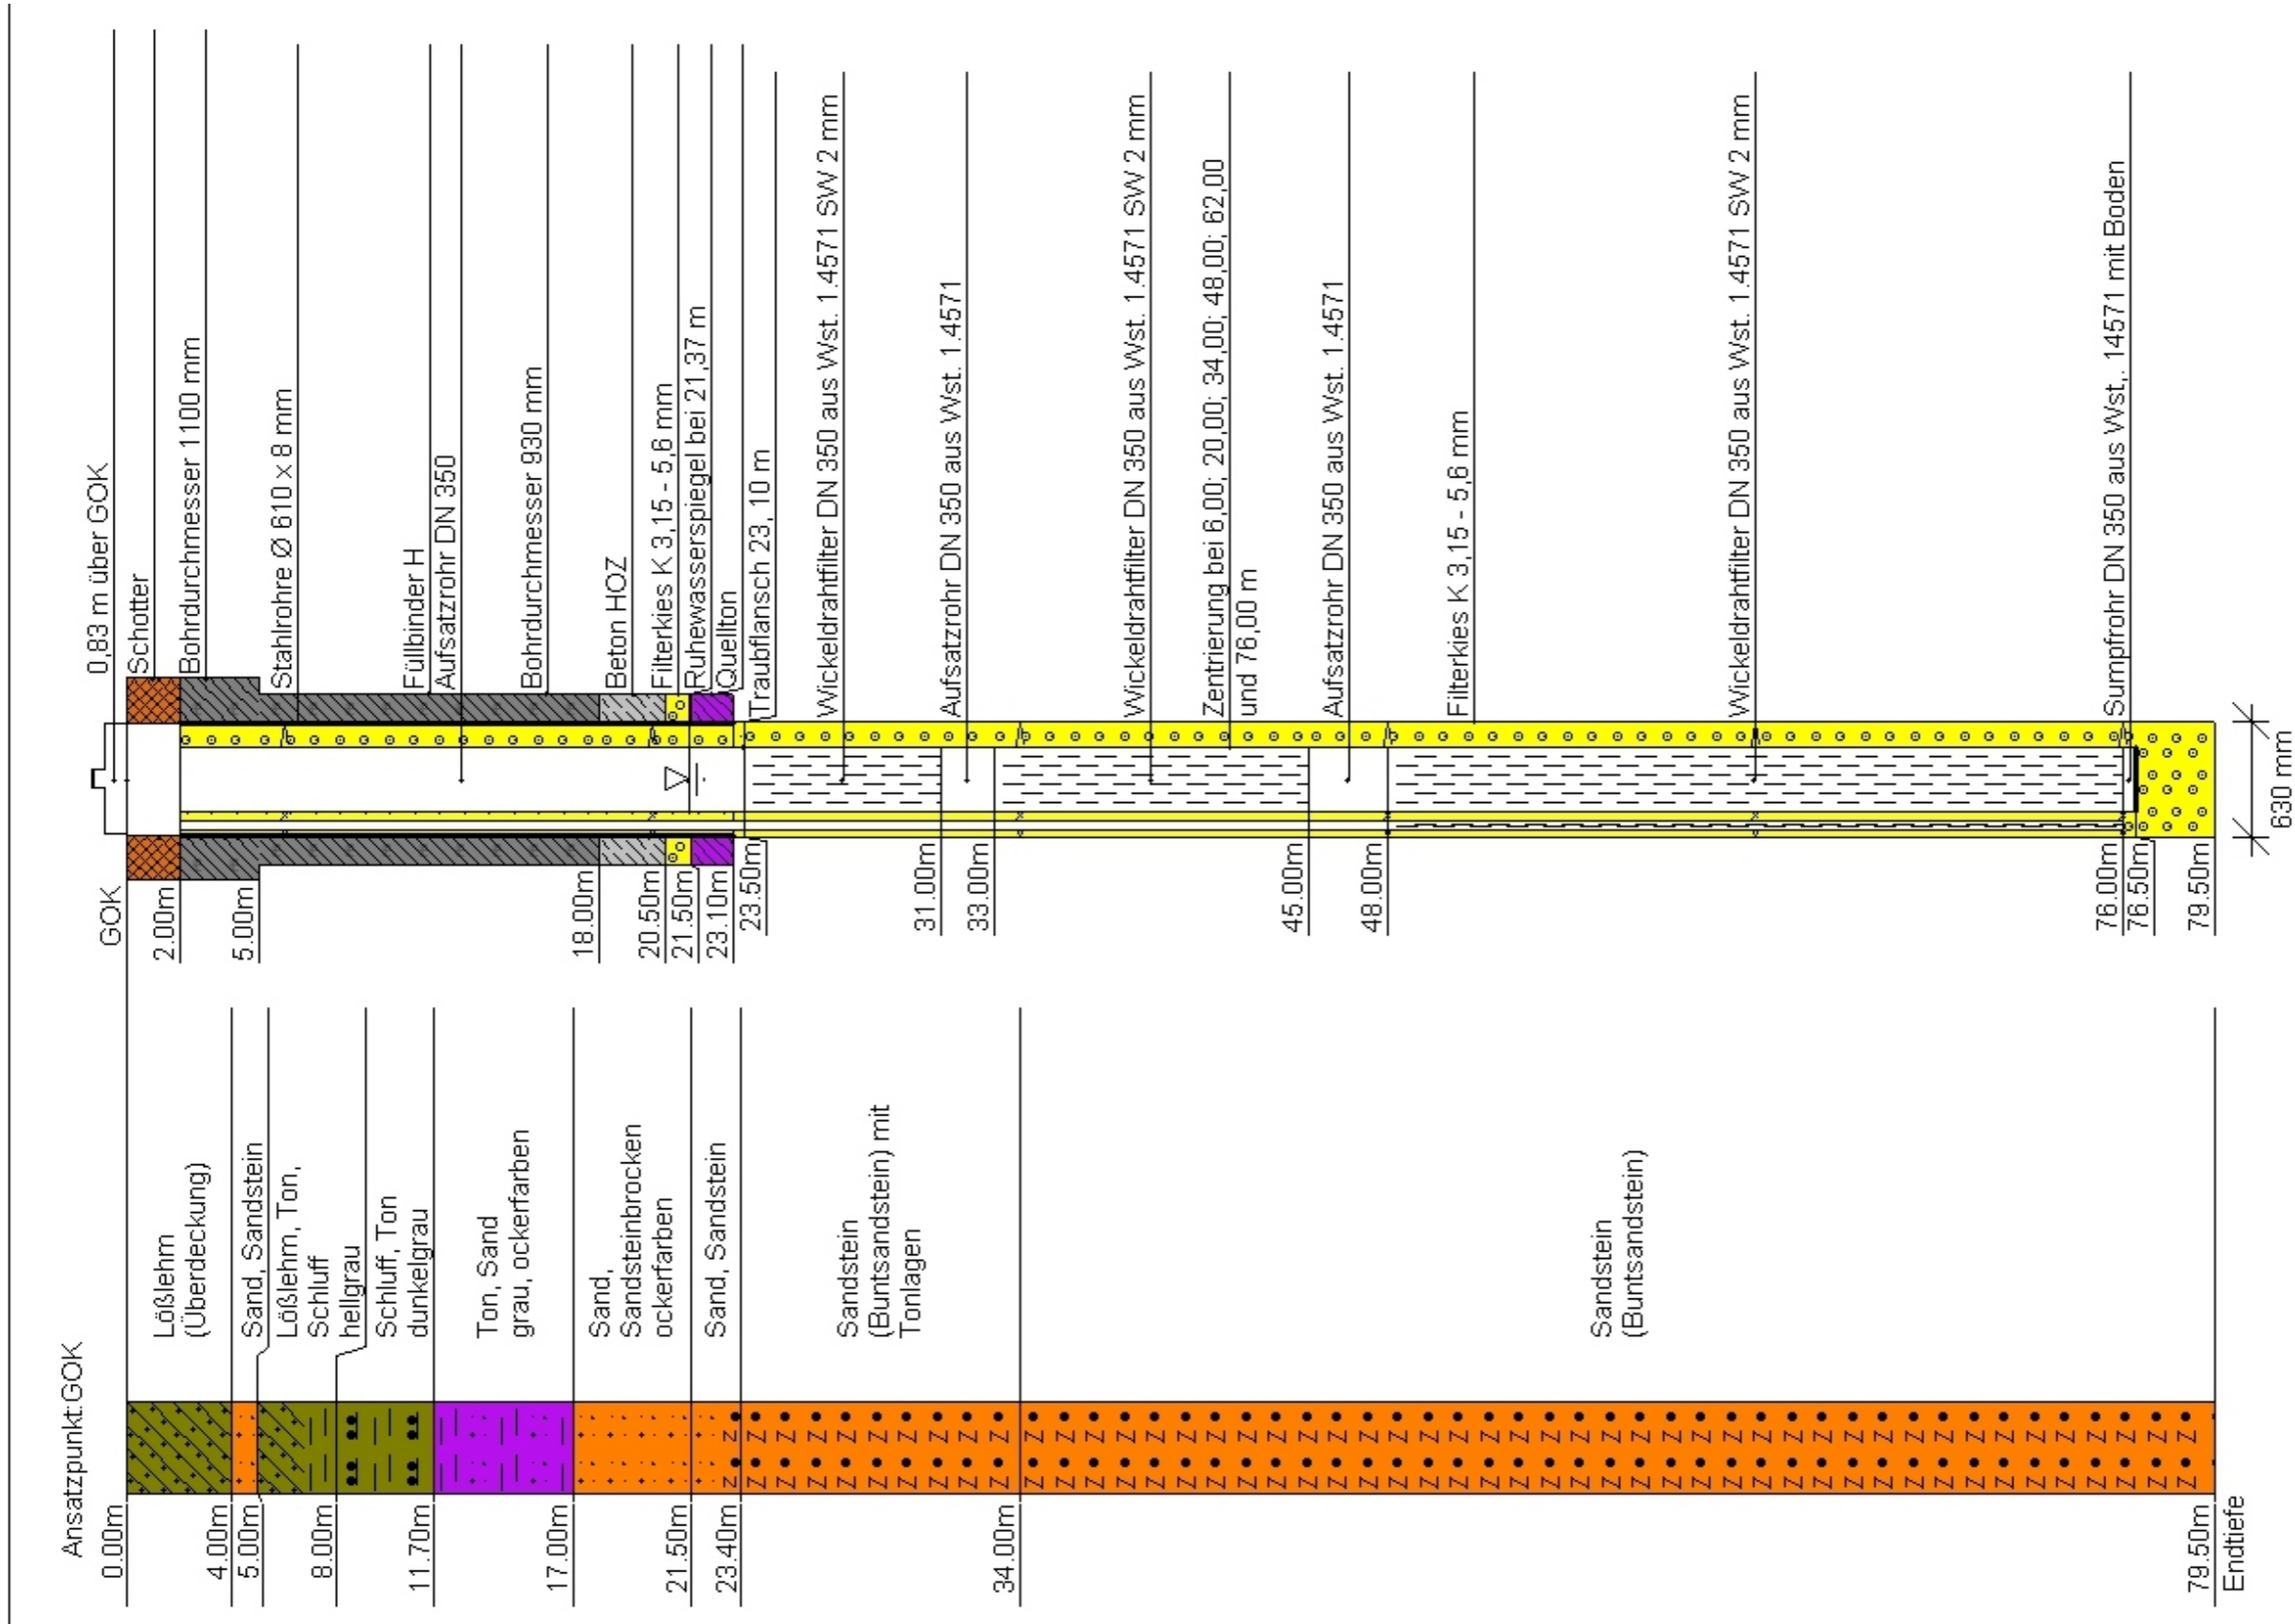 Ansatzpunkt:GOK
0.00m
4.00m
5.00m
8.00m
11.70m
17.00m
21.50m
23.40m
34.00m
79.50m
Endtiefe
Lößlehm
(Überdeckung)
Sand, Sandstein
Lößlehm, Ton,
Schluff
hellgrau
Schluff, Ton
dunkelgrau
Ton, Sand
grau, ockerfarben
Sand,
Sandsteinbrocken
ockerfarben
Sand, Sandstein
Sandstein
(Buntsandstein) mit
Tonlagen
Sandstein
(Buntsandstein)
GOK
2.00m
5.00m
18.00m
20.50m
21.50m
23.10m
23.50m
31.00m
33.00m
45.00m
48.00m
76.00m
76.50m
79.50m
630 mm
0,83 m über GOK
Schotter
Bohrdurchmesser 1100 mm
Stahlrohre Ø 610 x 8 mm
Füllbinder H
Aufsatzrohr DN 350
Bohrdurchmesser 930 mm
Beton HOZ
Filterkies K 3,15 - 5,6 mm
Ruhewasserspiegel bei 21,37 m
Quellton
Traubflansch 23, 10 m
Wickeldrahtfilter DN 350 aus Wst. 1.4571 SW 2 mm
Aufsatzrohr DN 350 aus Wst. 1.4571
Wickeldrahtfilter DN 350 aus Wst. 1.4571 SW 2 mm
Zentrierung bei 6,00; 20,00; 34,00; 48,00; 62,00
und 76,00 m
Aufsatzrohr DN 350 aus Wst. 1.4571
Filterkies K 3,15 - 5,6 mm
Wickeldrahtfilter DN 350 aus Wst. 1.4571 SW 2 mm
Sumpfrohr DN 350 aus Wst,. 14571 mit Boden